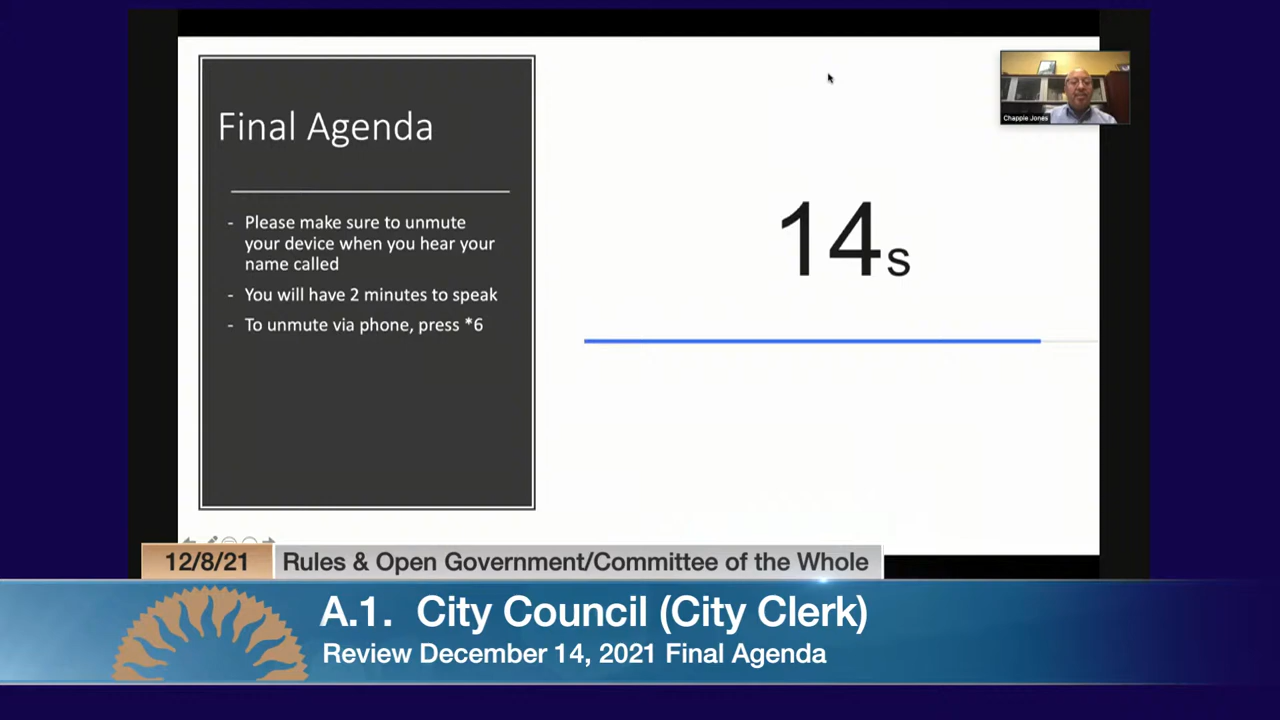 Final Agenda
- Please make sure to unmute
your device when you hear your
name called
- You will have 2 minutes to speak
- To unmute via phone, press *6
14s
Chappie Jones
12/8/21 Rules & Open Government/Committee of the Whole
A.1. City Council (City Clerk)
Review December 14, 2021 Final Agenda